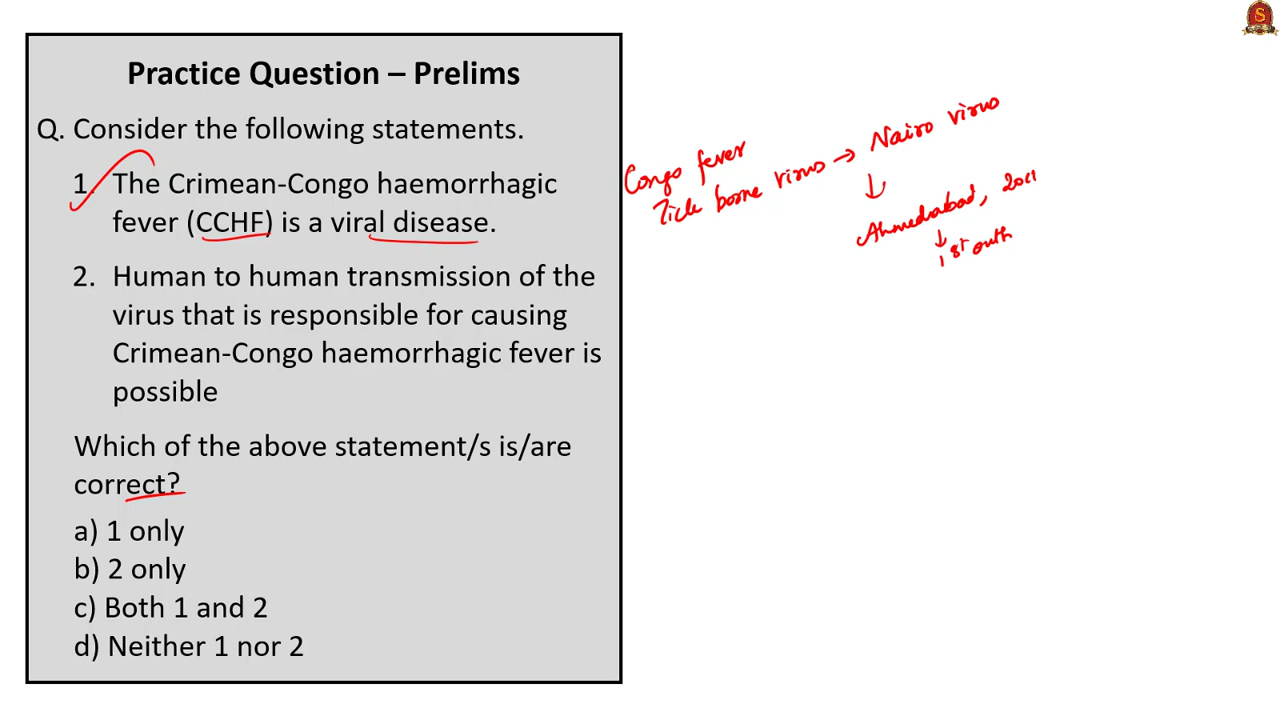 Practice Question – Prelims
Q. Consider the following statements.
1. The Crimean-Congo haemorrhagic
fever (CCHF) is a viral disease.
2. Human to human transmission of the
virus that is responsible for causing
Crimean-Congo haemorrhagic fever is
possible
Which of the above statement/s is/are
correct?
a) 1 only
b) 2 only
c) Both 1 and 2
d) Neither 1 nor 2
Congo fever
Tick borne virus → Nairo virus
↓
Ahmedabad, 2011
↓
1st outb
S